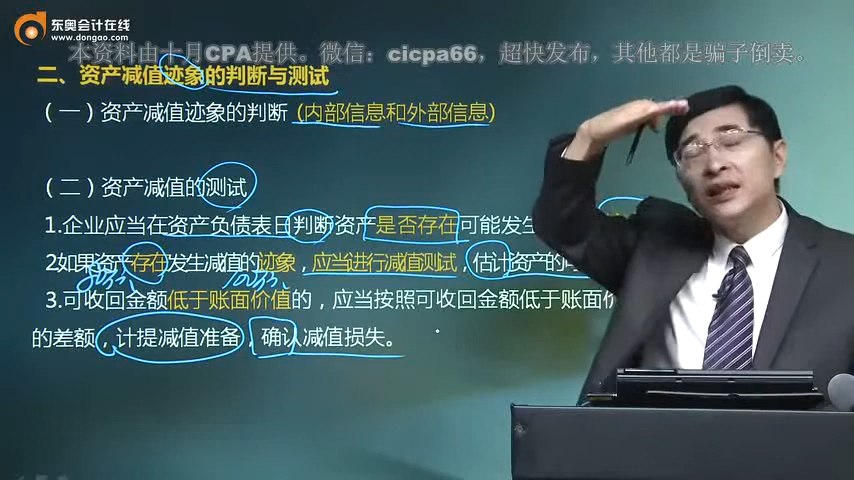 东奥会计在线
www.dongao.com
本资料由十月CPA提供。微信：cicpa66，超快发布，其他都是骗子倒卖。
二、资产减值迹象的判断与测试
（一）资产减值迹象的判断（内部信息和外部信息）
（二）资产减值的测试
1.企业应当在资产负债表日判断资产是否存在可能发生
2.如果资产存在发生减值的迹象，应当进行减值测试，估计资产的
3.可收回金额低于账面价值的，应当按照可收回金额低于账面价
的差额，计提减值准备，确认减值损失。